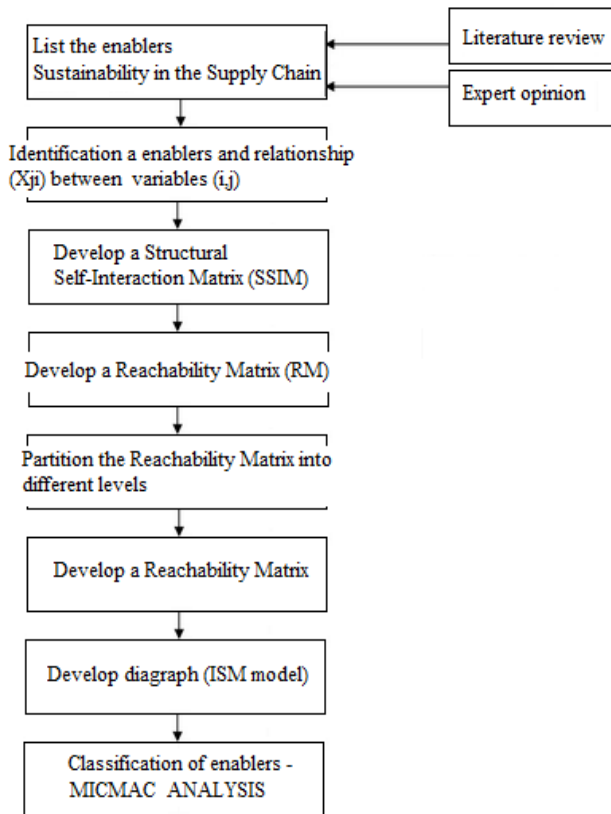 List the enablers
Sustainability in the Supply Chain
Literature review
Expert opinion
Identification a enablers and relationship
(Xji) between variables (i,j)
Develop a Structural
Self-Interaction Matrix (SSIM)
Develop a Reachability Matrix (RM)
Partition the Reachability Matrix into
different levels
Develop a Reachability Matrix
Develop diagraph (ISM model)
Classification of enablers -
MICMAC ANALYSIS